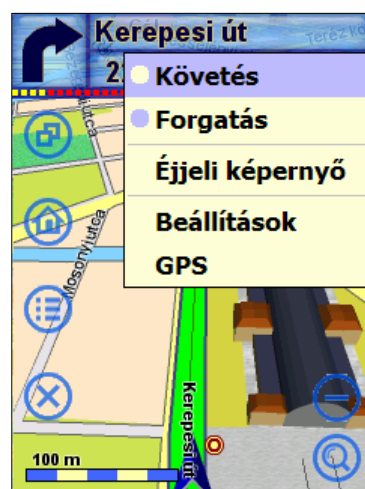 Kerepesi út
Követés
Forgatás
Éjjeli képernyő
Beállítások
GPS
Mosonyi utca
Kerepesi út
100 m